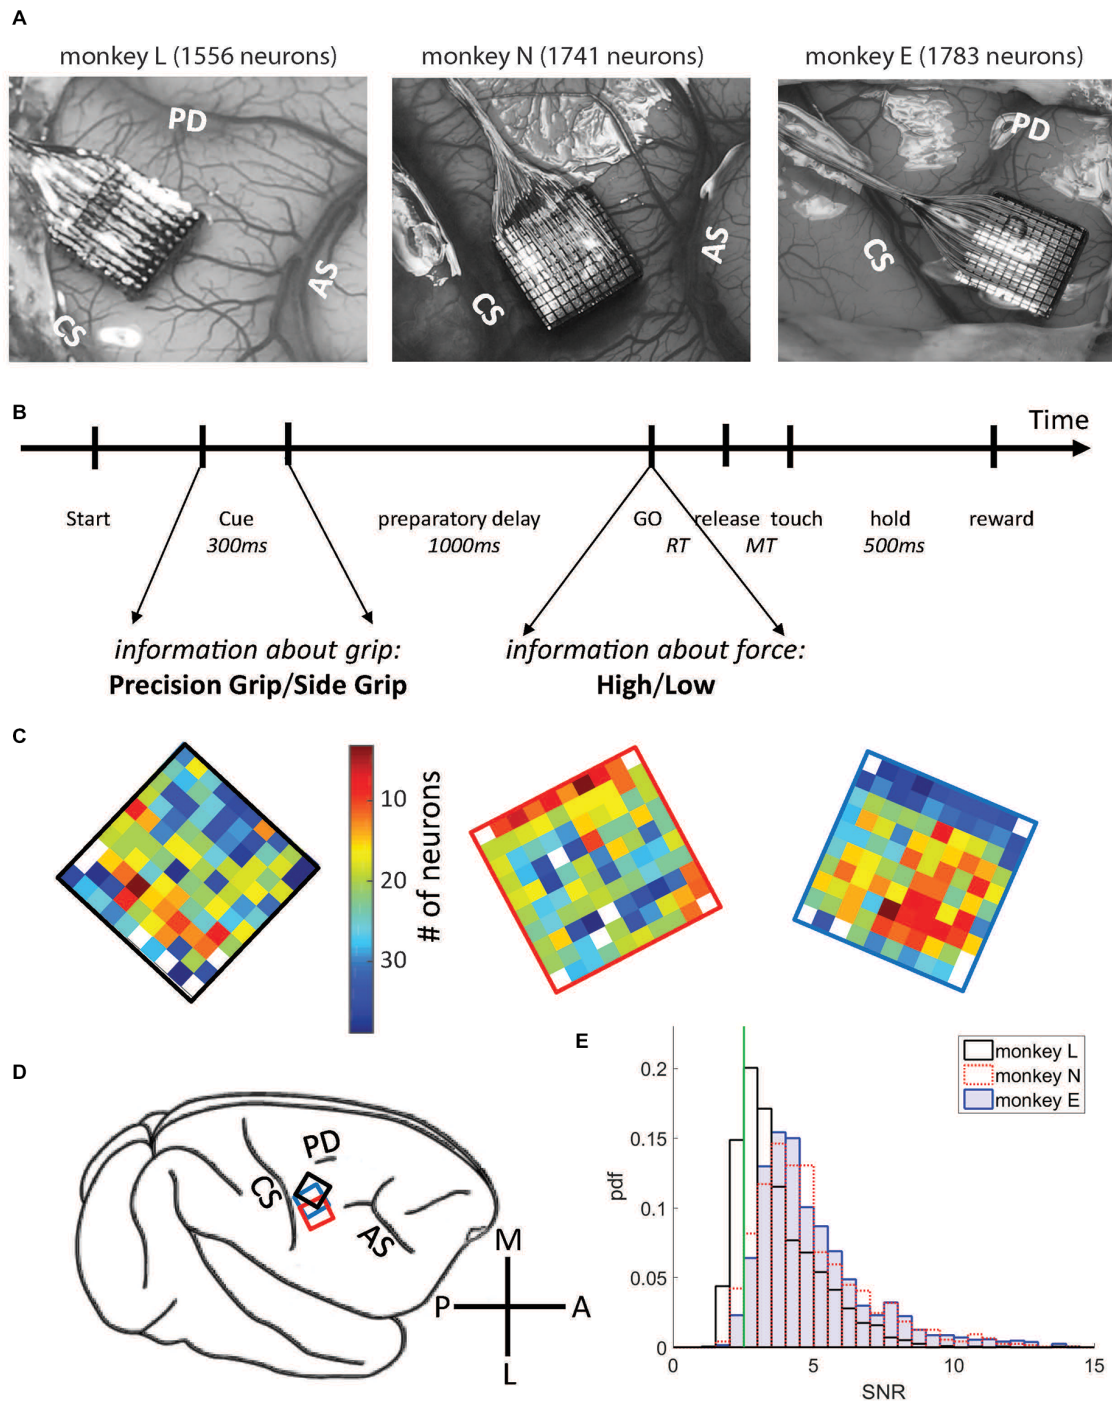 A
monkey L (1556 neurons)
monkey N (1741 neurons)
monkey E (1783 neurons)
PD
AS
CS
AS
CS
PD
CS
B
Time
Start
Cue
300ms
preparatory delay
1000ms
GO
RT
release
touch
MT
hold
500ms
reward
information about grip:
Precision Grip/Side Grip
information about force:
High/Low
C
10
20
30
# of neurons
D
PD
CS
AS
M
P
A
L
E
monkey L
monkey N
monkey E
0.2
0.15
0.1
0.05
0
pdf
0
5
10
15
SNR